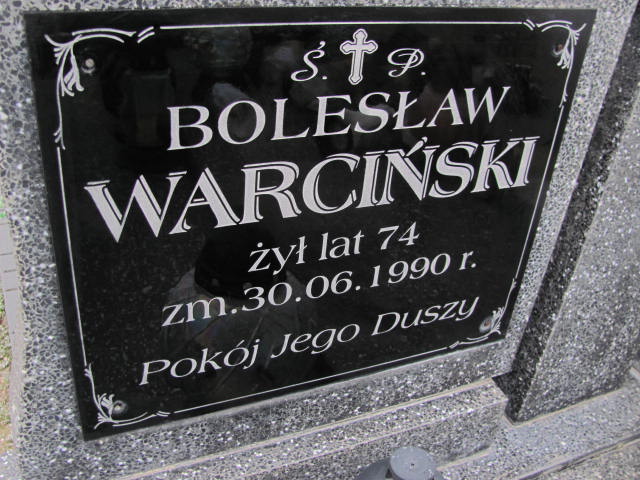 Ś. P.
BOLESŁAW
WARCIŃSKI
żył lat 74
zm.30.06.1990 r.
Pokój Jego Duszy